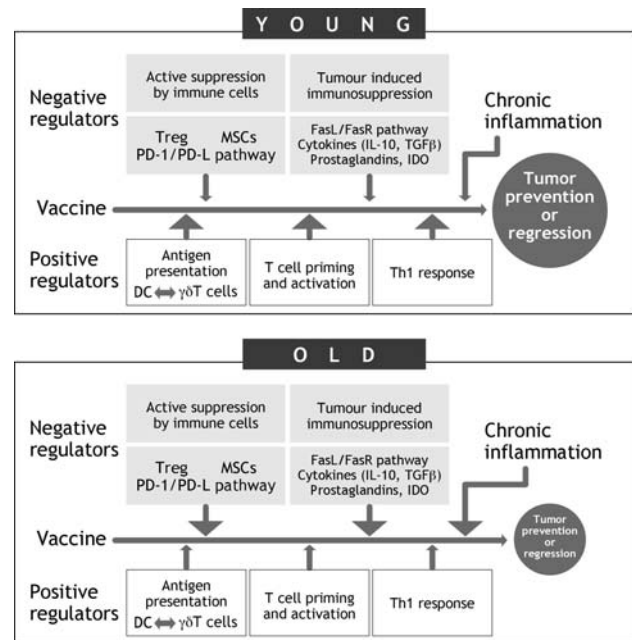 YOUNG
Negative
regulators
Active suppression
by immune cells
Tumour induced
immunosuppression
Treg MSCs
PD-1/PD-L pathway
FasL/FasR pathway
Cytokines (IL-10, TGFβ)
Prostaglandins, IDO
Chronic
inflammation
Vaccine
Tumor
prevention
or
regression
Positive
regulators
Antigen
presentation
DC ⟺ γδT cells
T cell priming
and activation
Th1 response
OLD
Negative
regulators
Active suppression
by immune cells
Tumour induced
immunosuppression
Treg MSCs
PD-1/PD-L pathway
FasL/FasR pathway
Cytokines (IL-10, TGFβ)
Prostaglandins, IDO
Chronic
inflammation
Vaccine
Tumor
prevention
or
regression
Positive
regulators
Antigen
presentation
DC ⟺ γδT cells
T cell priming
and activation
Th1 response